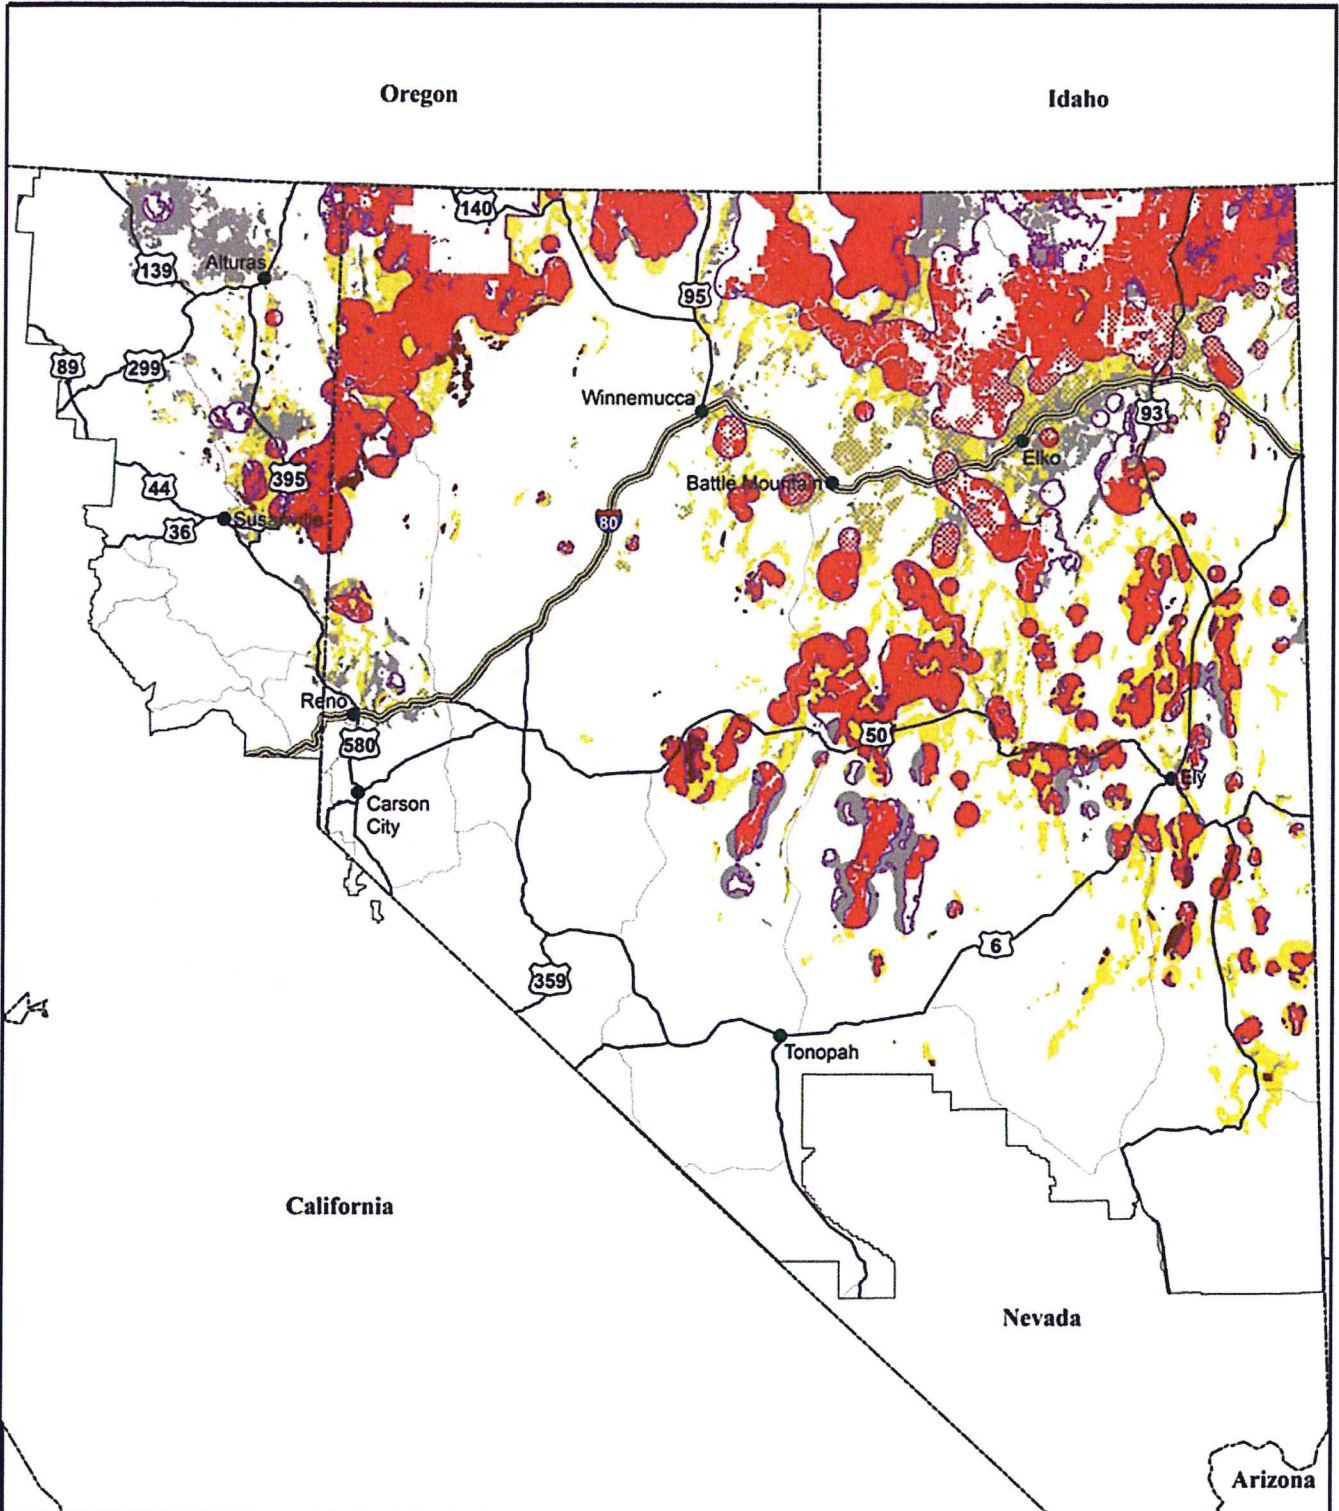 Oregon
Idaho
140
139
Alturas
95
89
299
Winnemucca
93
Elko
395
44
Battle Mountain
Susanville
36
80
Reno
580
50
Ely
Carson
City
6
359
Tonopah
California
Nevada
Arizona